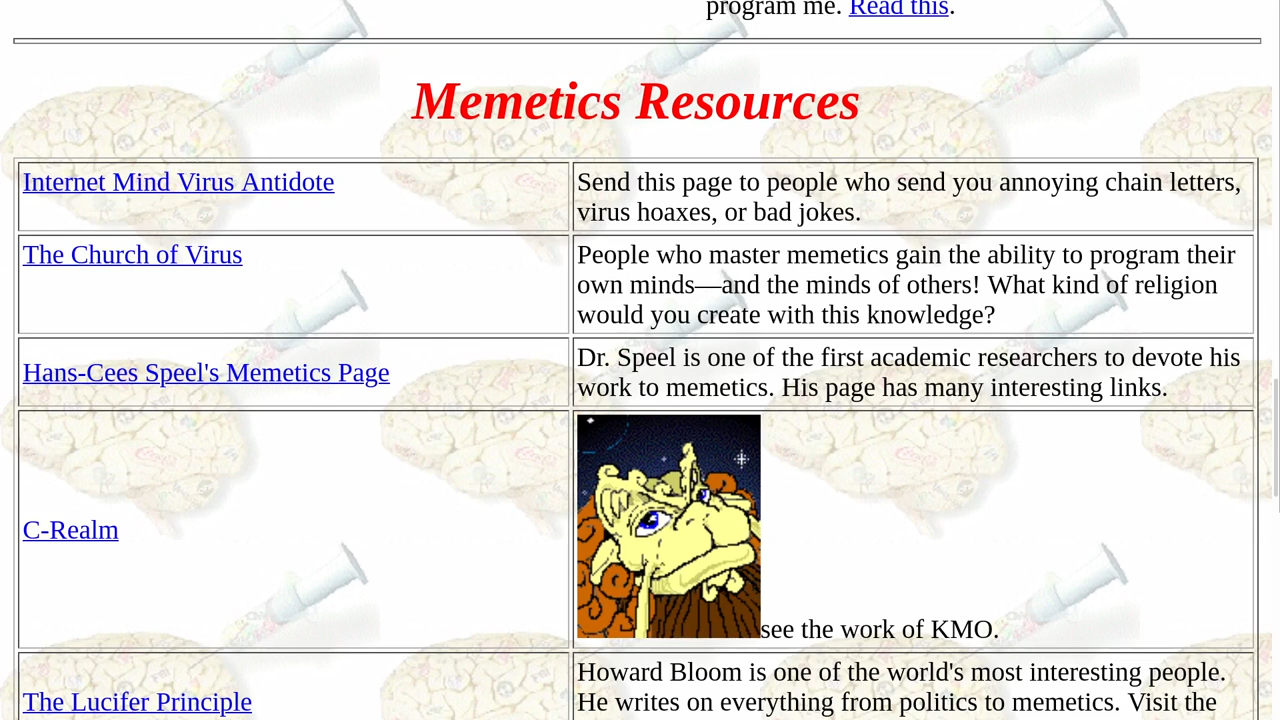 program me. Read this.
Memetics Resources
Internet Mind Virus Antidote
Send this page to people who send you annoying chain letters,
virus hoaxes, or bad jokes.
The Church of Virus
People who master memetics gain the ability to program their
own minds—and the minds of others! What kind of religion
would you create with this knowledge?
Hans-Cees Speel's Memetics Page
Dr. Speel is one of the first academic researchers to devote his
work to memetics. His page has many interesting links.
C-Realm
see the work of KMO.
The Lucifer Principle
Howard Bloom is one of the world's most interesting people.
He writes on everything from politics to memetics. Visit the